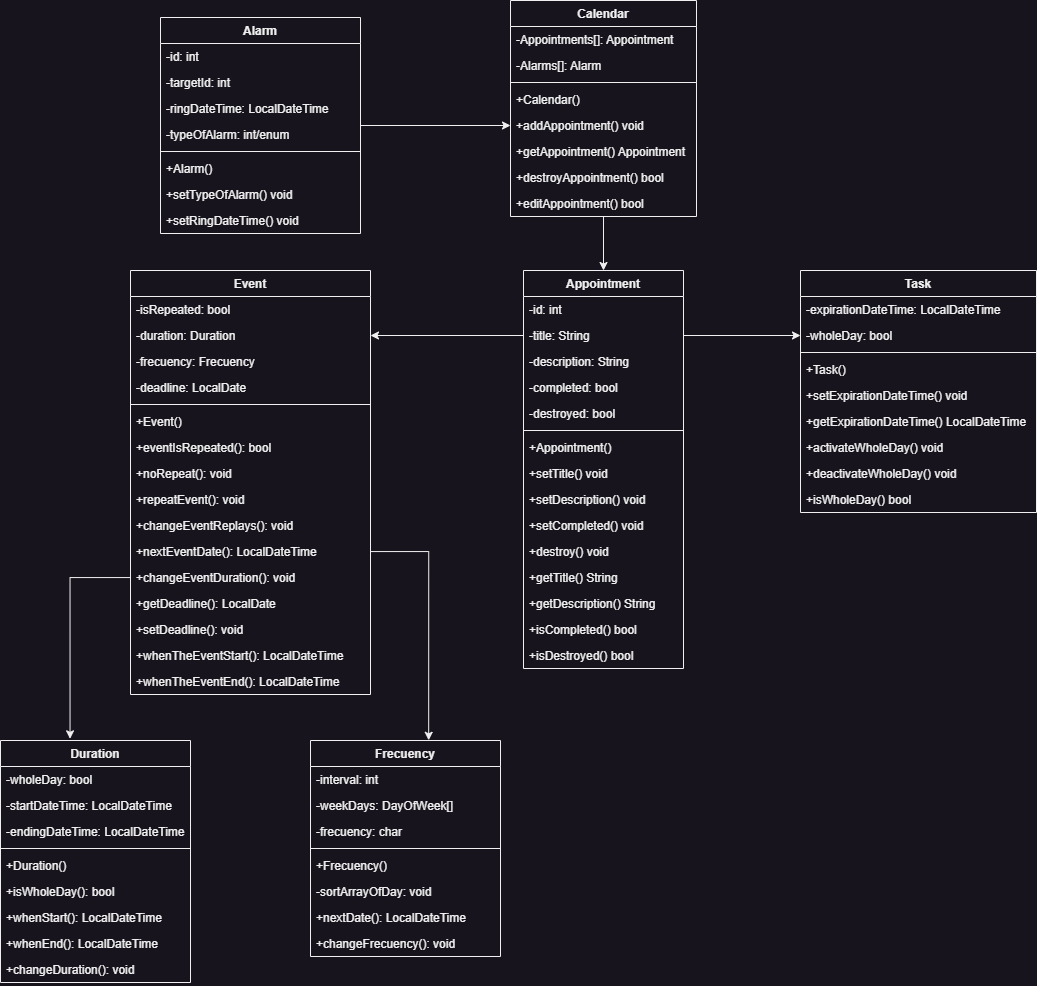 Alarm
-id: int
-targetId: int
-ringDateTime: LocalDateTime
-typeOfAlarm: int/enum
+Alarm()
+setTypeOfAlarm() void
+setRingDateTime() void
Calendar
-Appointments[]: Appointment
-Alarms[]: Alarm
+Calendar()
+addAppointment() void
+getAppointment() Appointment
+destroyAppointment() bool
+editAppointment() bool
Event
-isRepeated: bool
-duration: Duration
-frecuency: Frecuency
-deadline: LocalDate
+Event()
+eventIsRepeated(): bool
+noRepeat(): void
+repeatEvent(): void
+changeEventReplays(): void
+nextEventDate(): LocalDateTime
+changeEventDuration(): void
+getDeadline(): LocalDate
+setDeadline(): void
+whenTheEventStart(): LocalDateTime
+whenTheEventEnd(): LocalDateTime
Appointment
-id: int
-title: String
-description: String
-completed: bool
-destroyed: bool
+Appointment()
+setTitle() void
+setDescription() void
+setCompleted() void
+destroy() void
+getTitle() String
+getDescription() String
+isCompleted() bool
+isDestroyed() bool
Task
-expirationDateTime: LocalDateTime
-wholeDay: bool
+Task()
+setExpirationDateTime() void
+getExpirationDateTime() LocalDateTime
+activateWholeDay() void
+deactivateWholeDay() void
+isWholeDay() bool
Duration
-wholeDay: bool
-startDateTime: LocalDateTime
-endingDateTime: LocalDateTime
+Duration()
+isWholeDay(): bool
+whenStart(): LocalDateTime
+whenEnd(): LocalDateTime
+changeDuration(): void
Frecuency
-interval: int
-weekDays: DayOfWeek[]
-frecuency: char
+Frecuency()
-sortArrayOfDay: void
+nextDate(): LocalDateTime
+changeFrecuency(): void